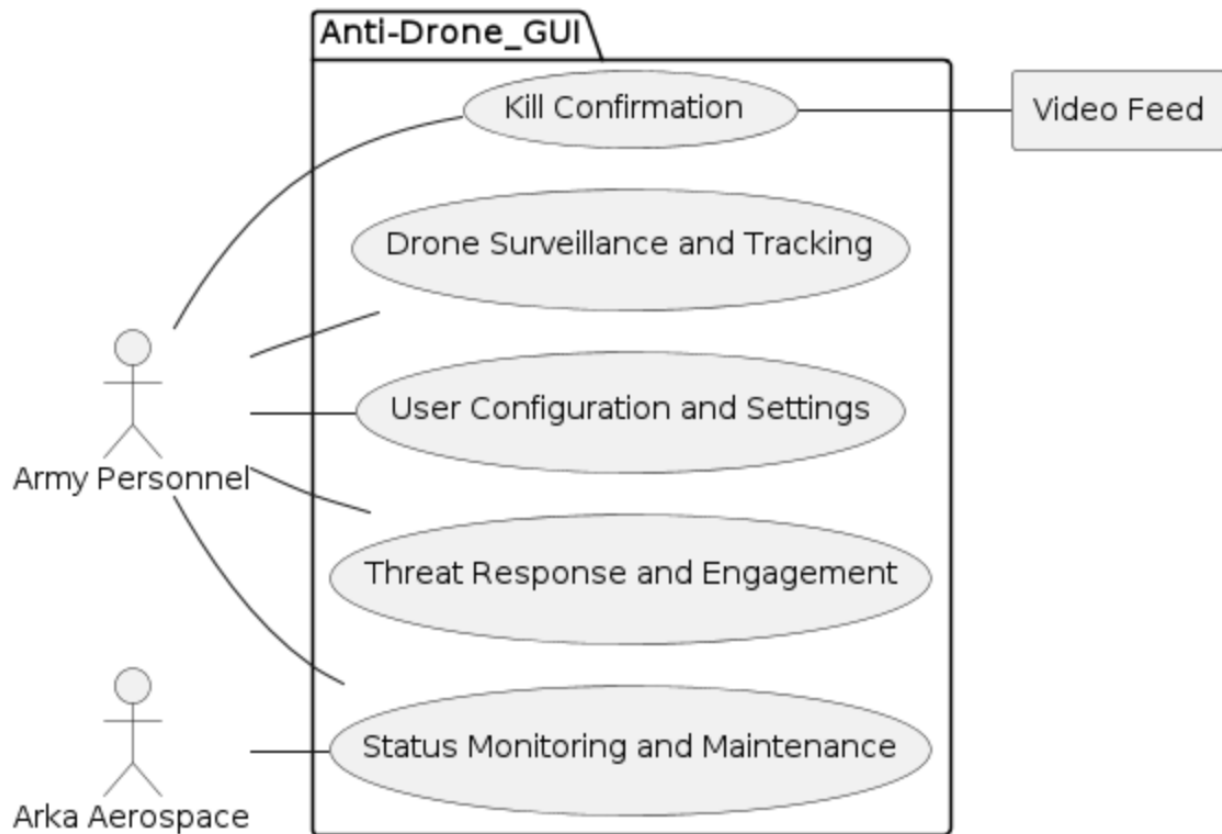 Anti-Drone_GUI
Kill Confirmation
Video Feed
Drone Surveillance and Tracking
User Configuration and Settings
Army Personnel
Threat Response and Engagement
Status Monitoring and Maintenance
Arka Aerospace